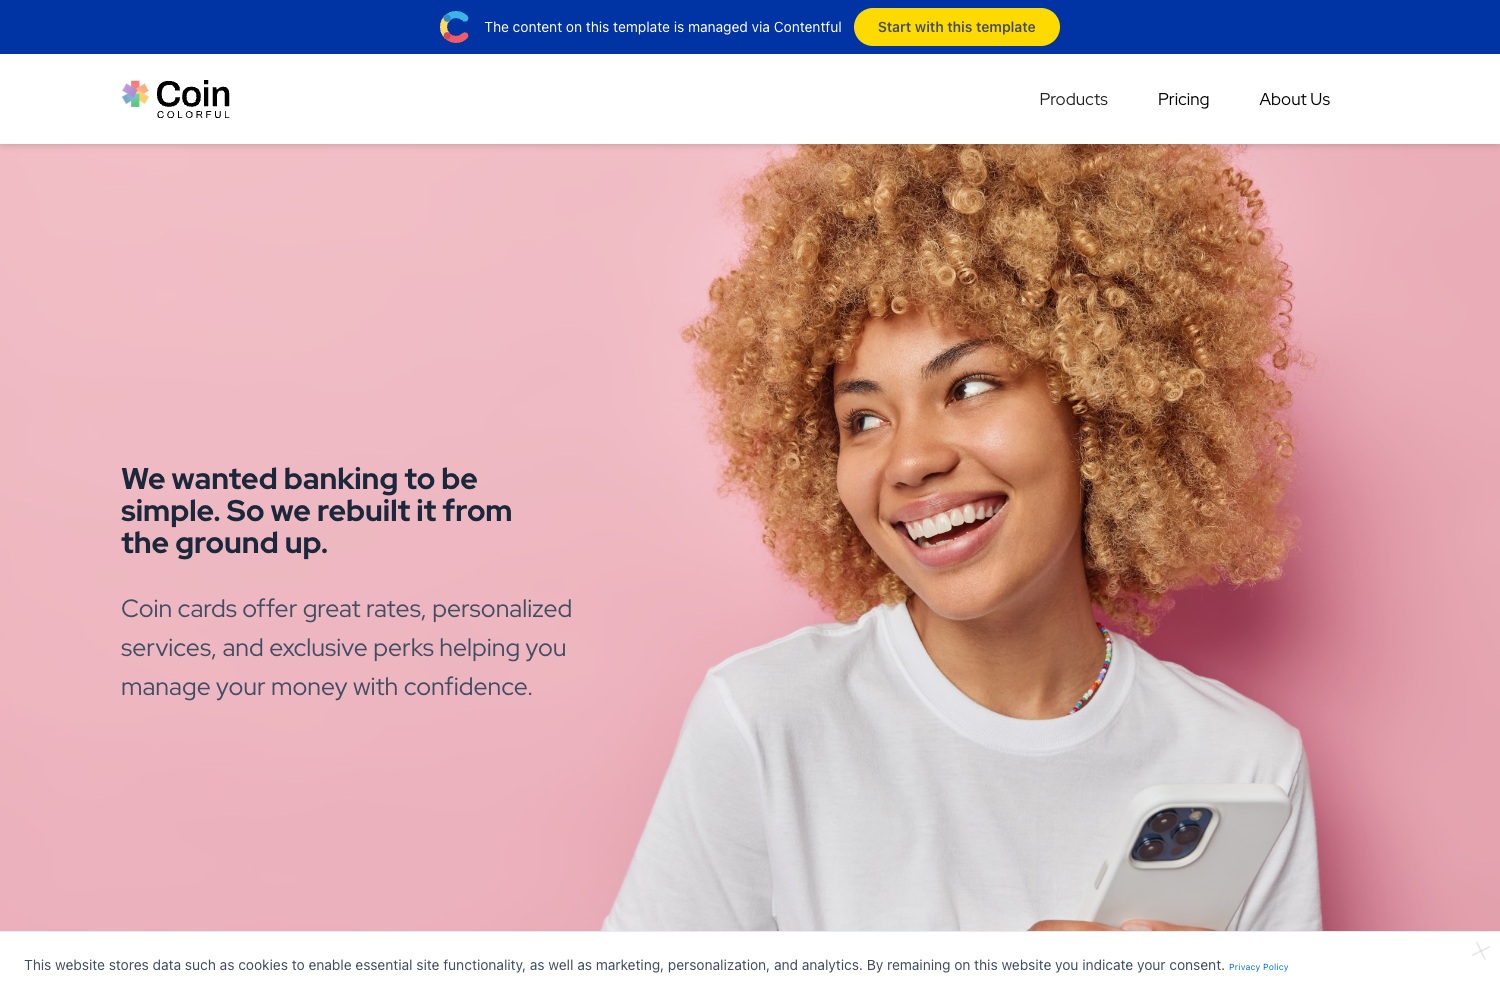 The content on this template is managed via Contentful
Start with this template
Coin
COLORFUL
Products
Pricing
About Us
We wanted banking to be
simple. So we rebuilt it from
the ground up.
Coin cards offer great rates, personalized
services, and exclusive perks helping you
manage your money with confidence.
This website stores data such as cookies to enable essential site functionality, as well as marketing, personalization, and analytics. By remaining on this website you indicate your consent. Privacy Policy